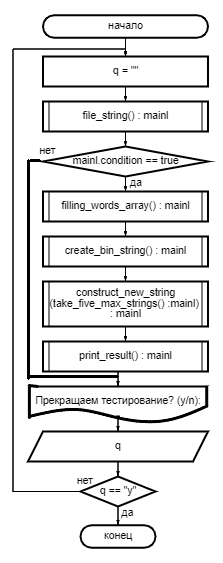 начало
q = ""
file_string() : mainl
нет
mainl.condition == true
да
filling_words_array() : mainl
create_bin_string() : mainl
construct_new_string
(take_five_max_strings() :mainl)
: mainl
print_result() : mainl
Прекращаем тестирование? (y/n):
q
нет
q == "y"
да
конец